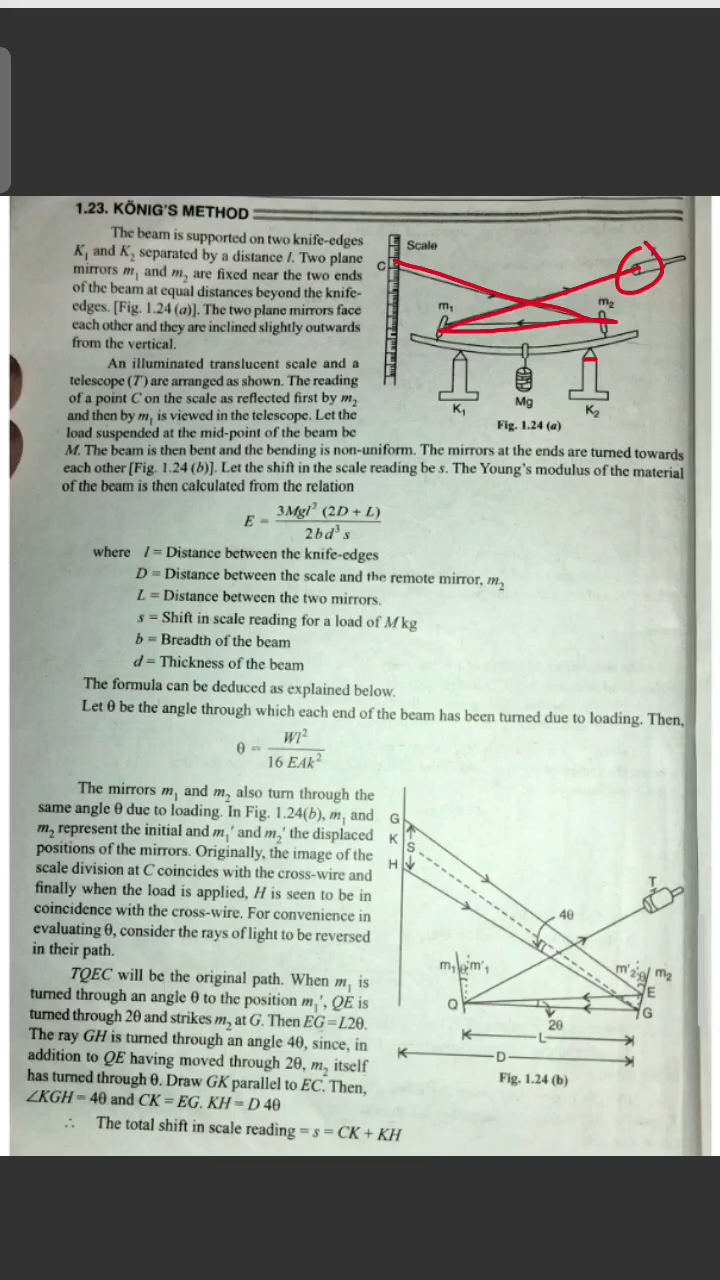 1.23. KÖNIG'S METHOD
The beam is supported on two knife-edges
K₁ and K₂ separated by a distance l. Two plane
mirrors m₁ and m₂ are fixed near the two ends
of the beam at equal distances beyond the knife-
edges. [Fig. 1.24 (a)]. The two plane mirrors face
each other and they are inclined slightly outwards
from the vertical.
An illuminated translucent scale and a
telescope (T) are arranged as shown. The reading
of a point C on the scale as reflected first by m₂
and then by m₁ is viewed in the telescope. Let the
load suspended at the mid-point of the beam be
Scale
C
m₁
m₂
K₁
Mg
K₂
Fig. 1.24 (a)
M. The beam is then bent and the bending is non-uniform. The mirrors at the ends are turned towards
each other [Fig. 1.24 (b)]. Let the shift in the scale reading be s. The Young's modulus of the material
of the beam is then calculated from the relation
E = 3Mgl² (2D + L) / 2bd³ s
where l = Distance between the knife-edges
D = Distance between the scale and the remote mirror, m₂
L = Distance between the two mirrors.
s = Shift in scale reading for a load of M kg
b = Breadth of the beam
d = Thickness of the beam
The formula can be deduced as explained below.
Let θ be the angle through which each end of the beam has been turned due to loading. Then,
θ = Wl² / 16 EAk²
The mirrors m₁ and m₂ also turn through the
same angle θ due to loading. In Fig. 1.24(b), m₁ and
m₂ represent the initial and m₁′ and m₂′ the displaced
positions of the mirrors. Originally, the image of the
scale division at C coincides with the cross-wire and
finally when the load is applied, H is seen to be in
coincidence with the cross-wire. For convenience in
evaluating θ, consider the rays of light to be reversed
in their path.
TQEC will be the original path. When m₁ is
turned through an angle θ to the position m₁′, QE is
turned through 2θ and strikes m₂ at G. Then EG = L2θ.
The ray GH is turned through an angle 4θ, since, in
addition to QE having moved through 2θ, m₂ itself
has turned through θ. Draw GK parallel to EC. Then,
∠KGH = 4θ and CK = EG. KH = D 4θ
∴ The total shift in scale reading = s = CK + KH
G
K
S
H
4θ
T
m₁ θ m′₁
m′₂ θ m₂
Q
E
G
2θ
L
D
Fig. 1.24 (b)